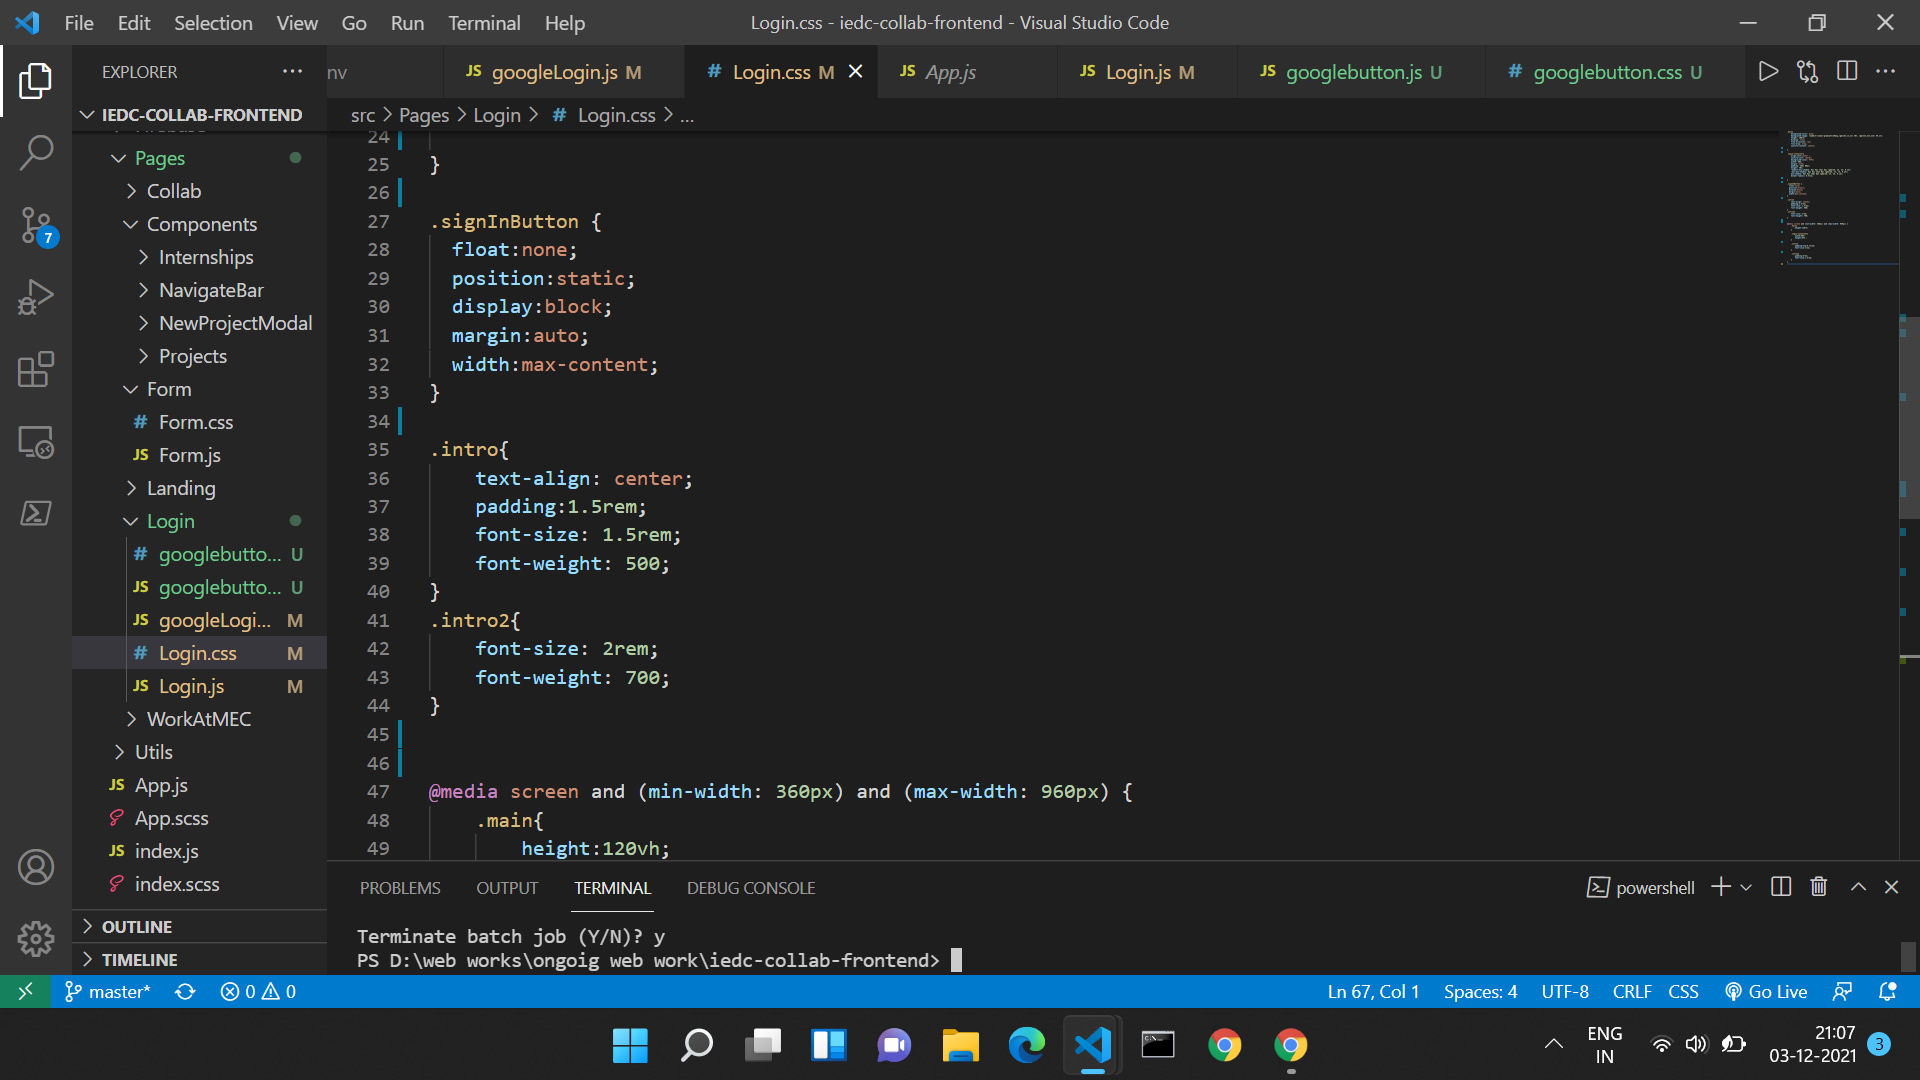 File Edit Selection View Go Run Terminal Help
Login.css - iedc-collab-frontend - Visual Studio Code
EXPLORER ...
nv
JS googleLogin.js M
# Login.css M
JS App.js
JS Login.js M
JS googlebutton.js U
# googlebutton.css U
IEDC-COLLAB-FRONTEND
src > Pages > Login > # Login.css > ...
Pages
Collab
7
Components
Internships
NavigateBar
NewProjectModal
Projects
Form
# Form.css
JS Form.js
Landing
Login
# googlebutto... U
JS googlebutto... U
JS googleLogi... M
# Login.css M
JS Login.js M
WorkAtMEC
Utils
JS App.js
App.scss
JS index.js
index.scss
OUTLINE
TIMELINE
24
25 }
26
27 .signInButton {
28 float:none;
29 position:static;
30 display:block;
31 margin:auto;
32 width:max-content;
33 }
34
35 .intro{
36 text-align: center;
37 padding:1.5rem;
38 font-size: 1.5rem;
39 font-weight: 500;
40 }
41 .intro2{
42 font-size: 2rem;
43 font-weight: 700;
44 }
45
46
47 @media screen and (min-width: 360px) and (max-width: 960px) {
48 .main{
49 height:120vh;
PROBLEMS OUTPUT TERMINAL DEBUG CONSOLE
powershell
Terminate batch job (Y/N)? y
PS D:\web works\ongoig web work\iedc-collab-frontend>
master* 0 0
Ln 67, Col 1 Spaces: 4 UTF-8 CRLF CSS Go Live
ENG
IN
21:07
03-12-2021
3